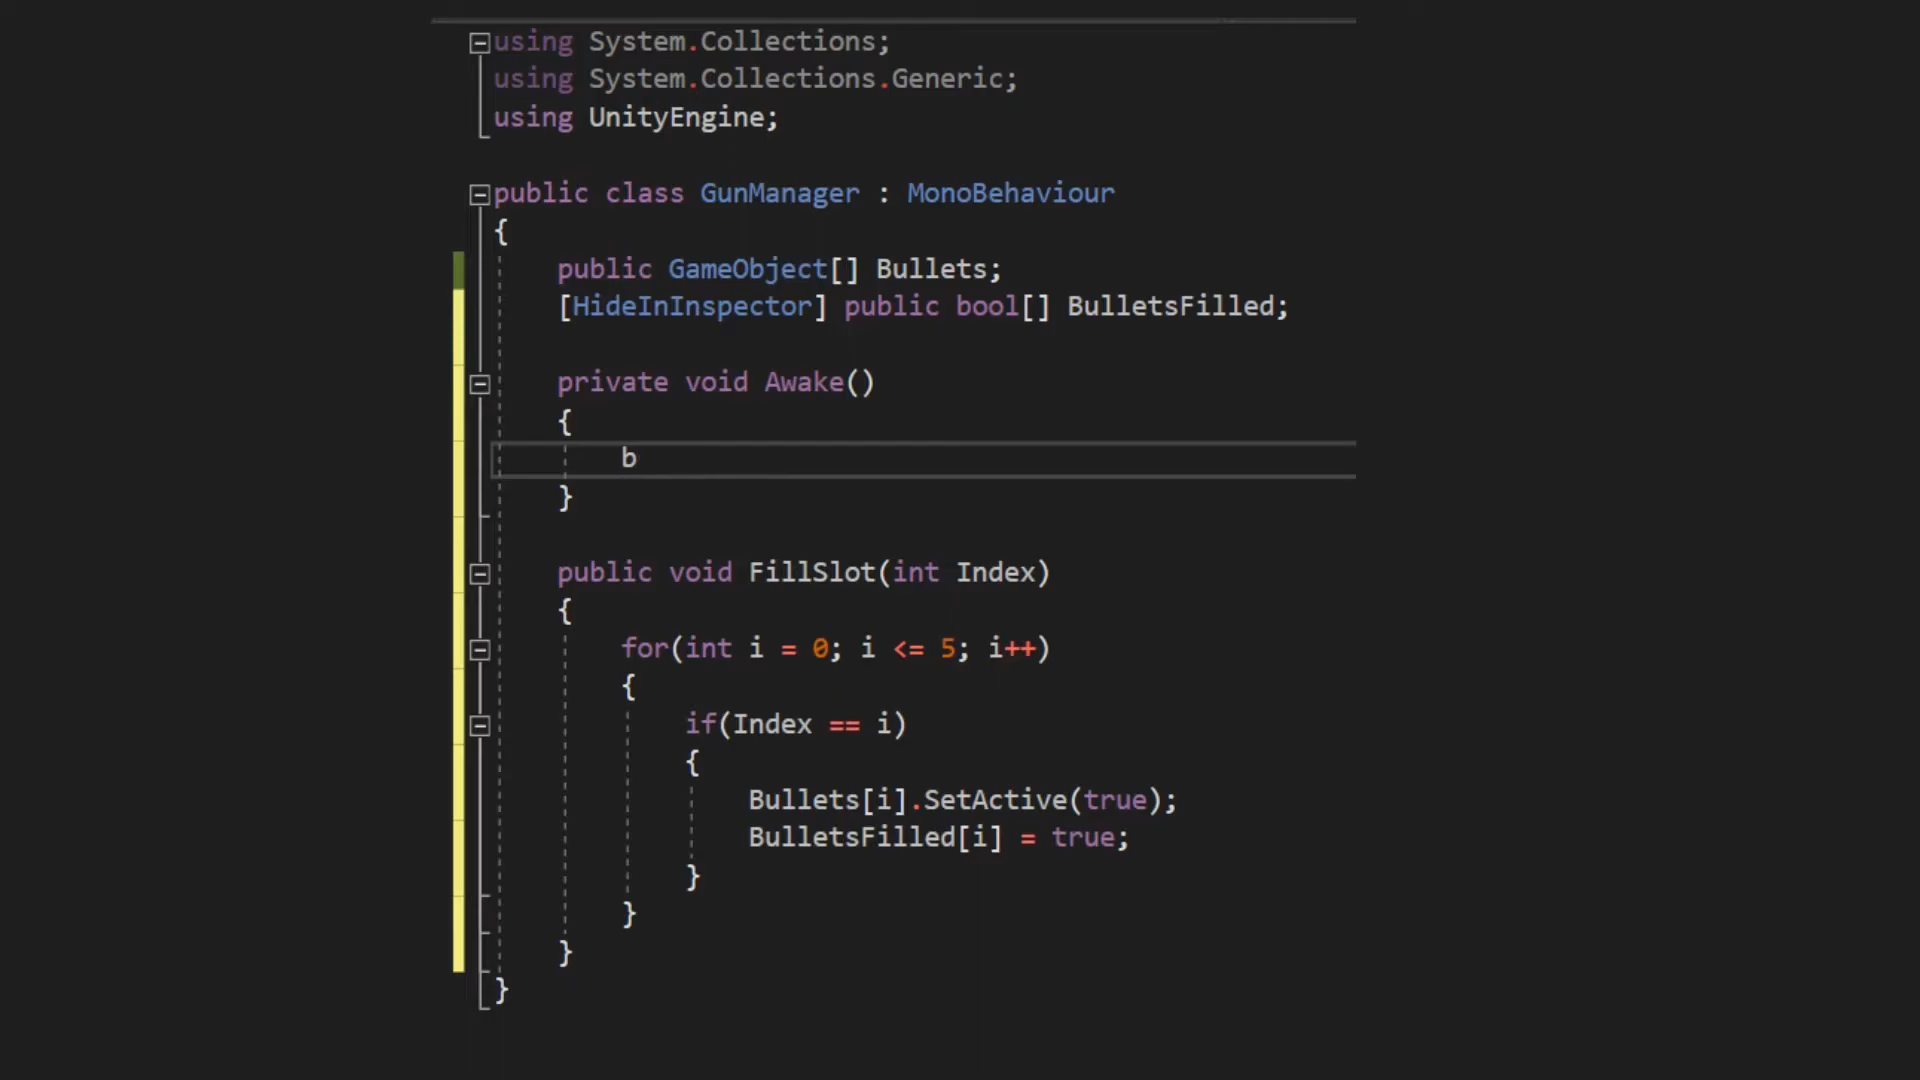 using System.Collections;
using System.Collections.Generic;
using UnityEngine;
public class GunManager : MonoBehaviour
{
public GameObject[] Bullets;
[HideInInspector] public bool[] BulletsFilled;
private void Awake()
{
b
}
public void FillSlot(int Index)
{
for(int i = 0; i <= 5; i++)
{
if(Index == i)
{
Bullets[i].SetActive(true);
BulletsFilled[i] = true;
}
}
}
}